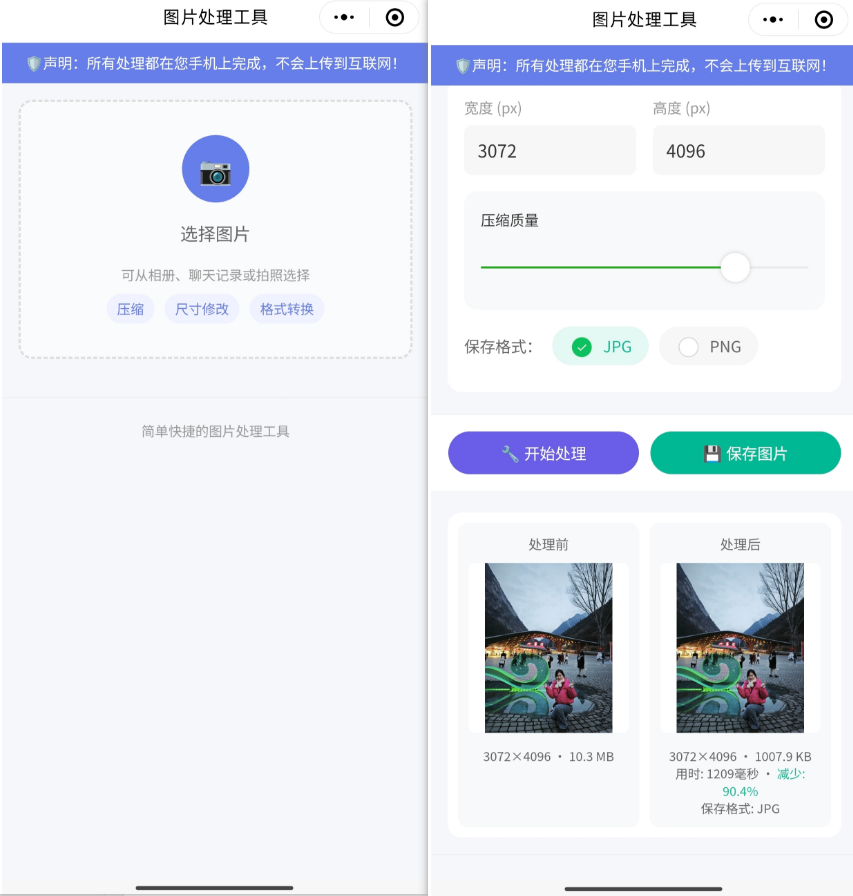 图片处理工具
🛡️声明：所有处理都在您手机上完成，不会上传到互联网！
选择图片
可从相册、聊天记录或拍照选择
压缩 尺寸修改 格式转换
简单快捷的图片处理工具
图片处理工具
🛡️声明：所有处理都在您手机上完成，不会上传到互联网！
宽度 (px) 高度 (px)
3072 4096
压缩质量
保存格式： JPG PNG
🔧 开始处理 💾 保存图片
处理前 处理后
3072×4096 · 10.3 MB
3072×4096 · 1007.9 KB
用时: 1209毫秒 · 减少:
90.4%
保存格式: JPG